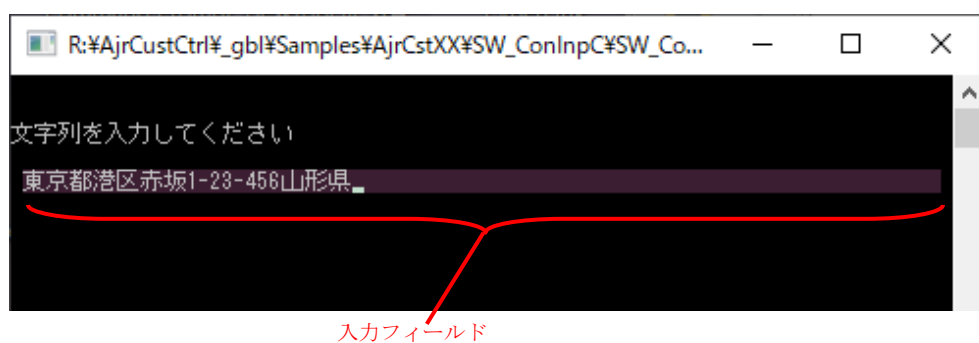 R:¥AjrCustCtrl¥_gbl¥Samples¥AjrCstXX¥SW_ConInpC¥SW_Co...
文字列を入力してください
東京都港区赤坂1-23-456山形県
入力フィールド